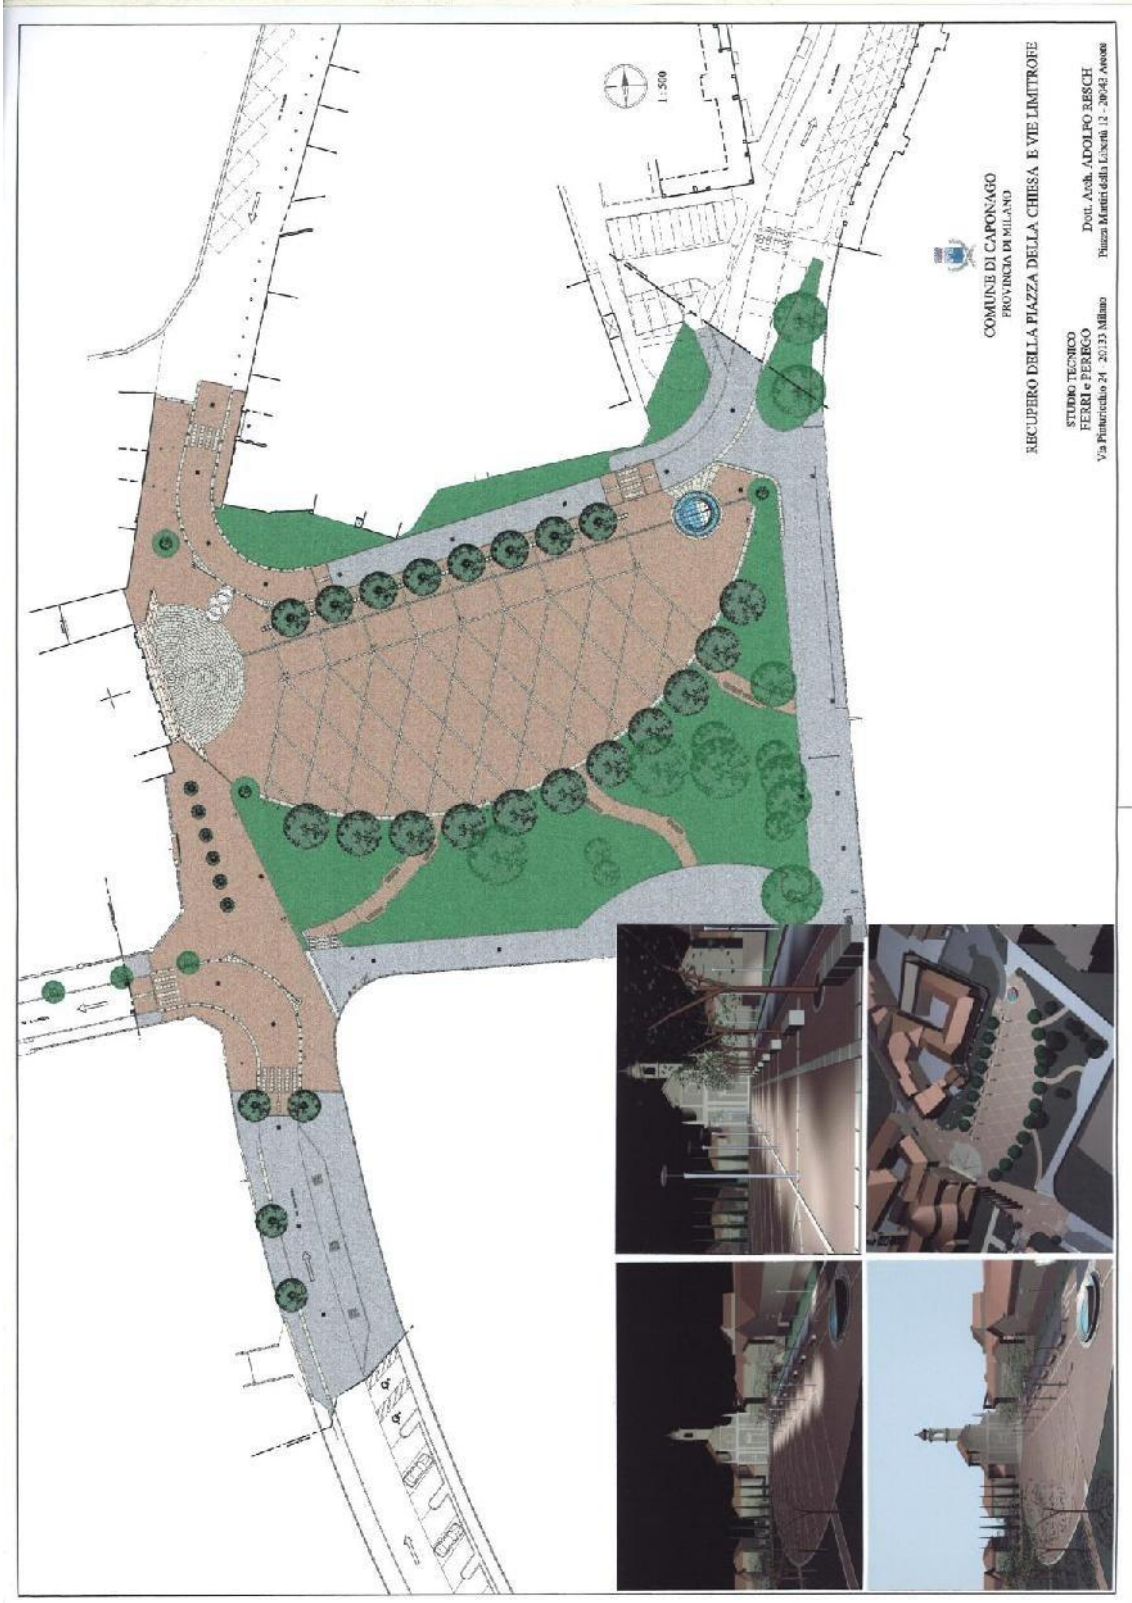 1 : 500
COMUNE DI CAPONAGO
PROVINCIA DI MILANO
RECUPERO DELLA PIAZZA DELLA CHIESA E VIE LIMITROFE
STUDIO TECNICO
FERRI e PEREGO
Via Pinturicchio 24 - 20133 Milano
Dott. Arch. ADOLFO RESCH
Piazza Martiri della Libertà 12 - 20043 Arcore